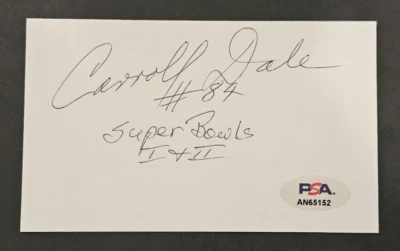 Carroll Dale
# 84
Super Bowls
I & II
PSA
AN65152